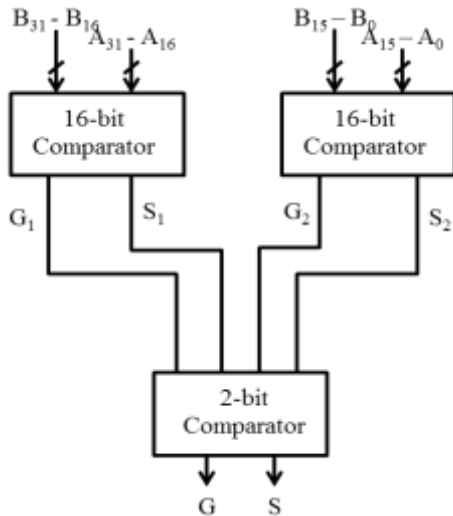 B₃₁ - B₁₆
A₃₁ - A₁₆
B₁₅ – B₀
A₁₅ – A₀
16-bit
Comparator
16-bit
Comparator
G₁
S₁
G₂
S₂
2-bit
Comparator
G
S